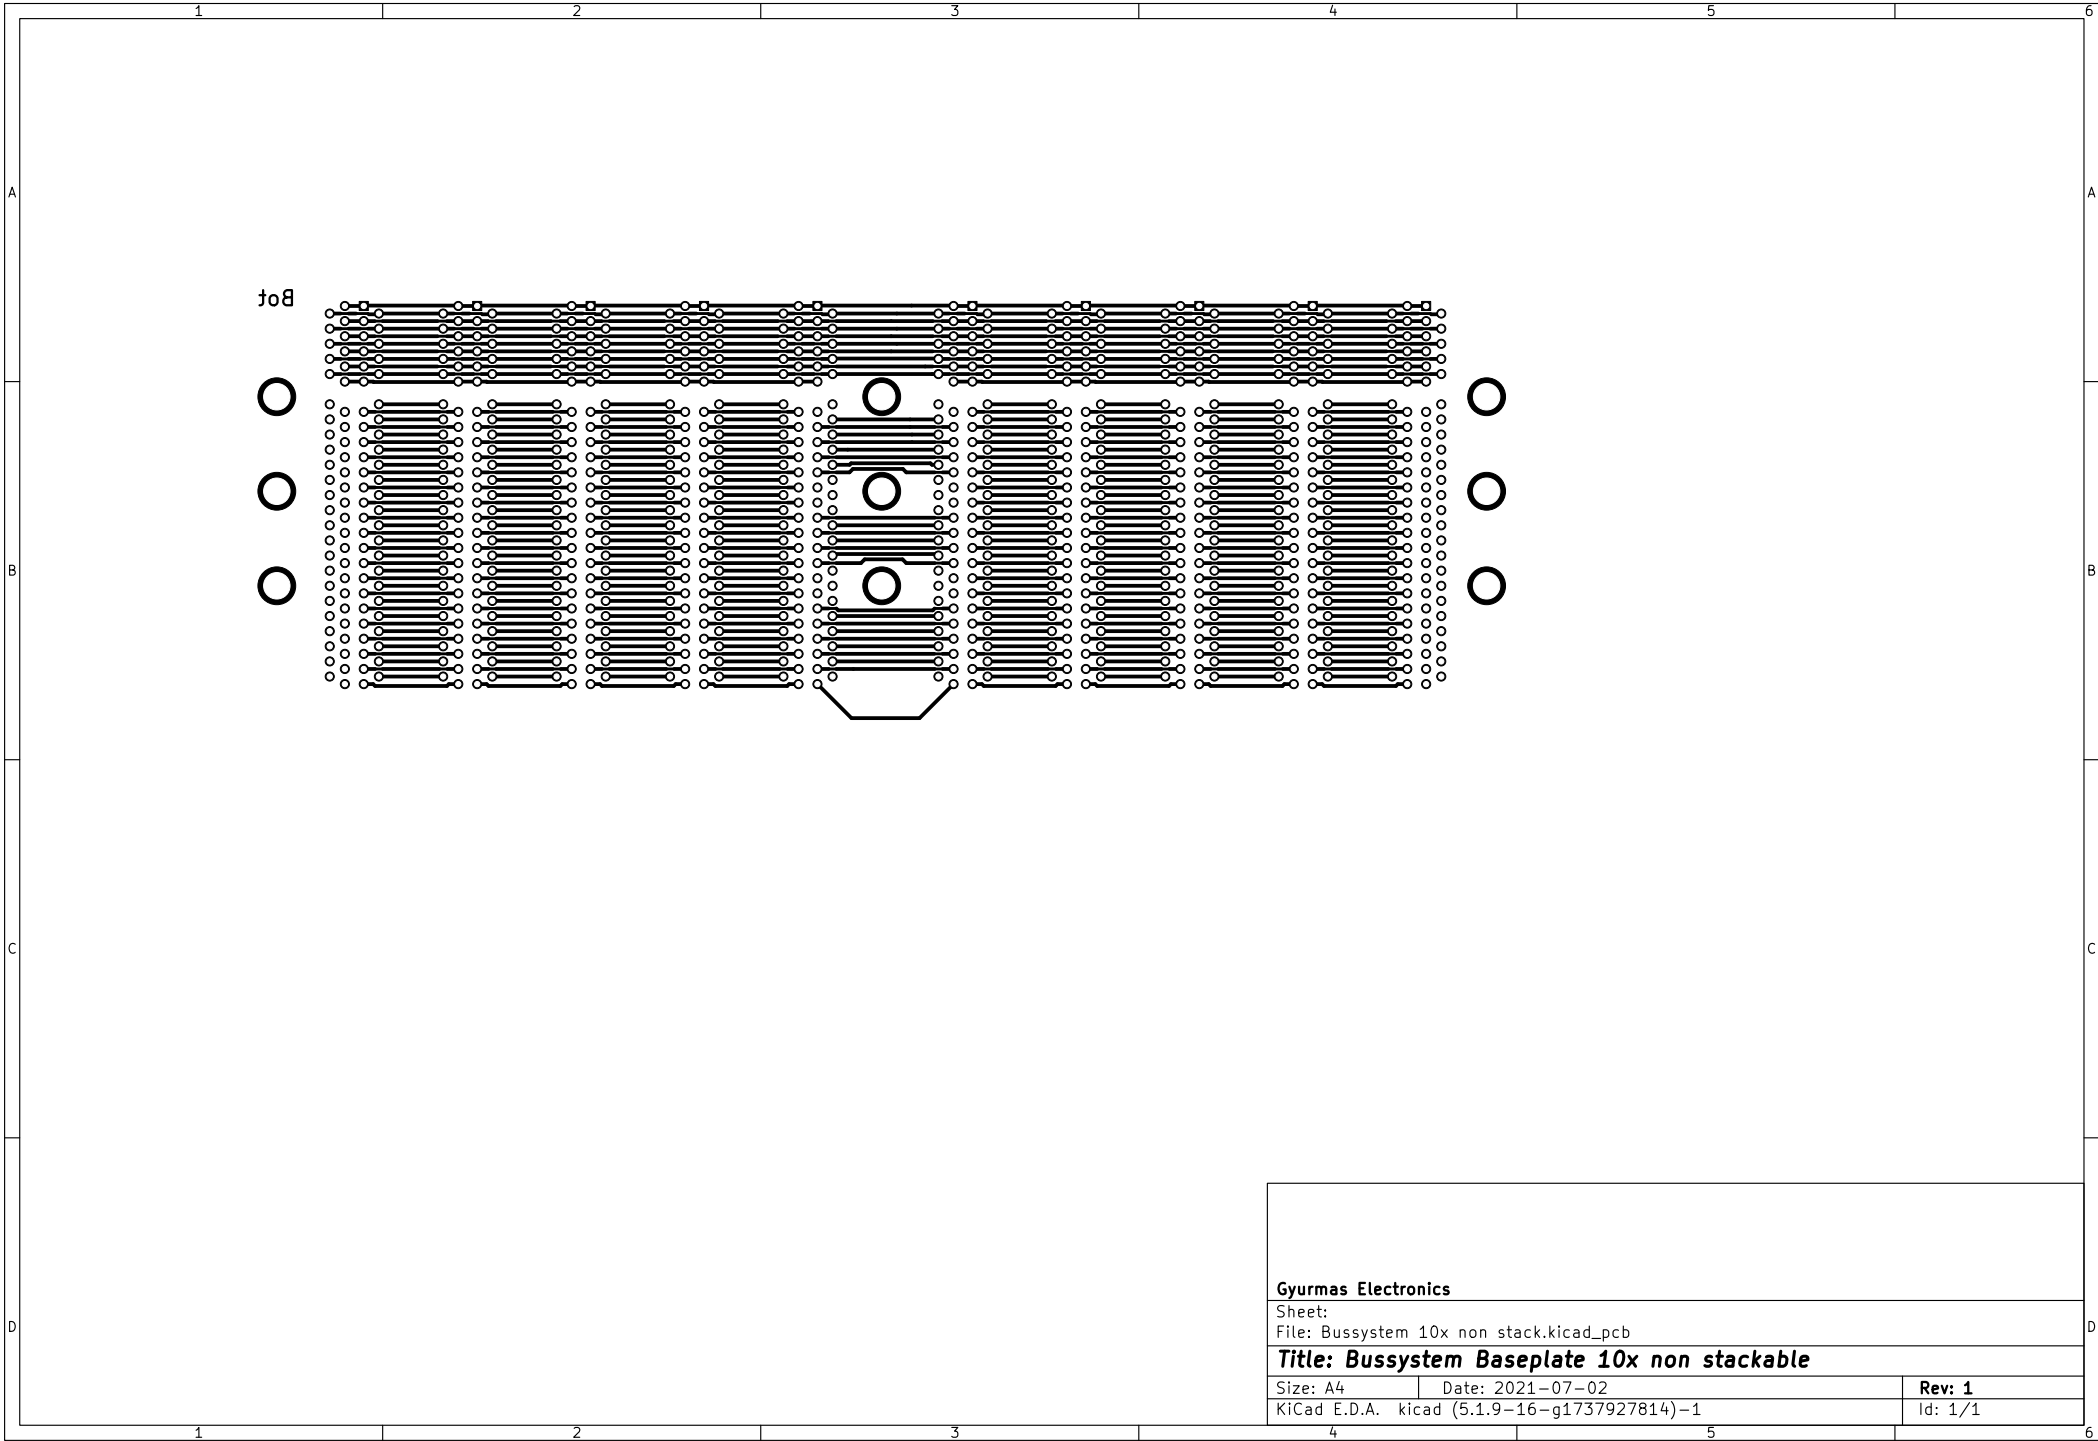 1 2 3 4 5 6
A A
Bot
B B
C C
Gyurmas Electronics
Sheet:
D D
File: Bussystem 10x non stack.kicad_pcb
Title: Bussystem Baseplate 10x non stackable
Size: A4 Date: 2021-07-02 Rev: 1
KiCad E.D.A. kicad (5.1.9-16-g1737927814)-1 Id: 1/1
1 2 3 4 5 6